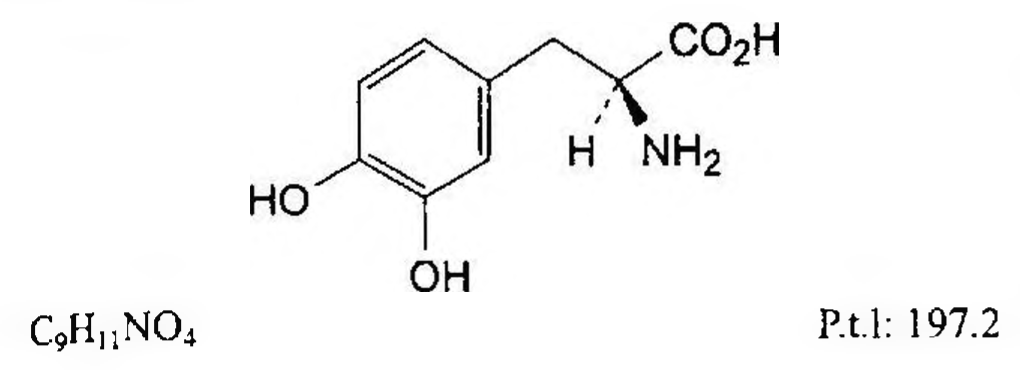 CO₂H
H NH₂
HO
OH
C₉H₁₁NO₄ P.t.l: 197.2